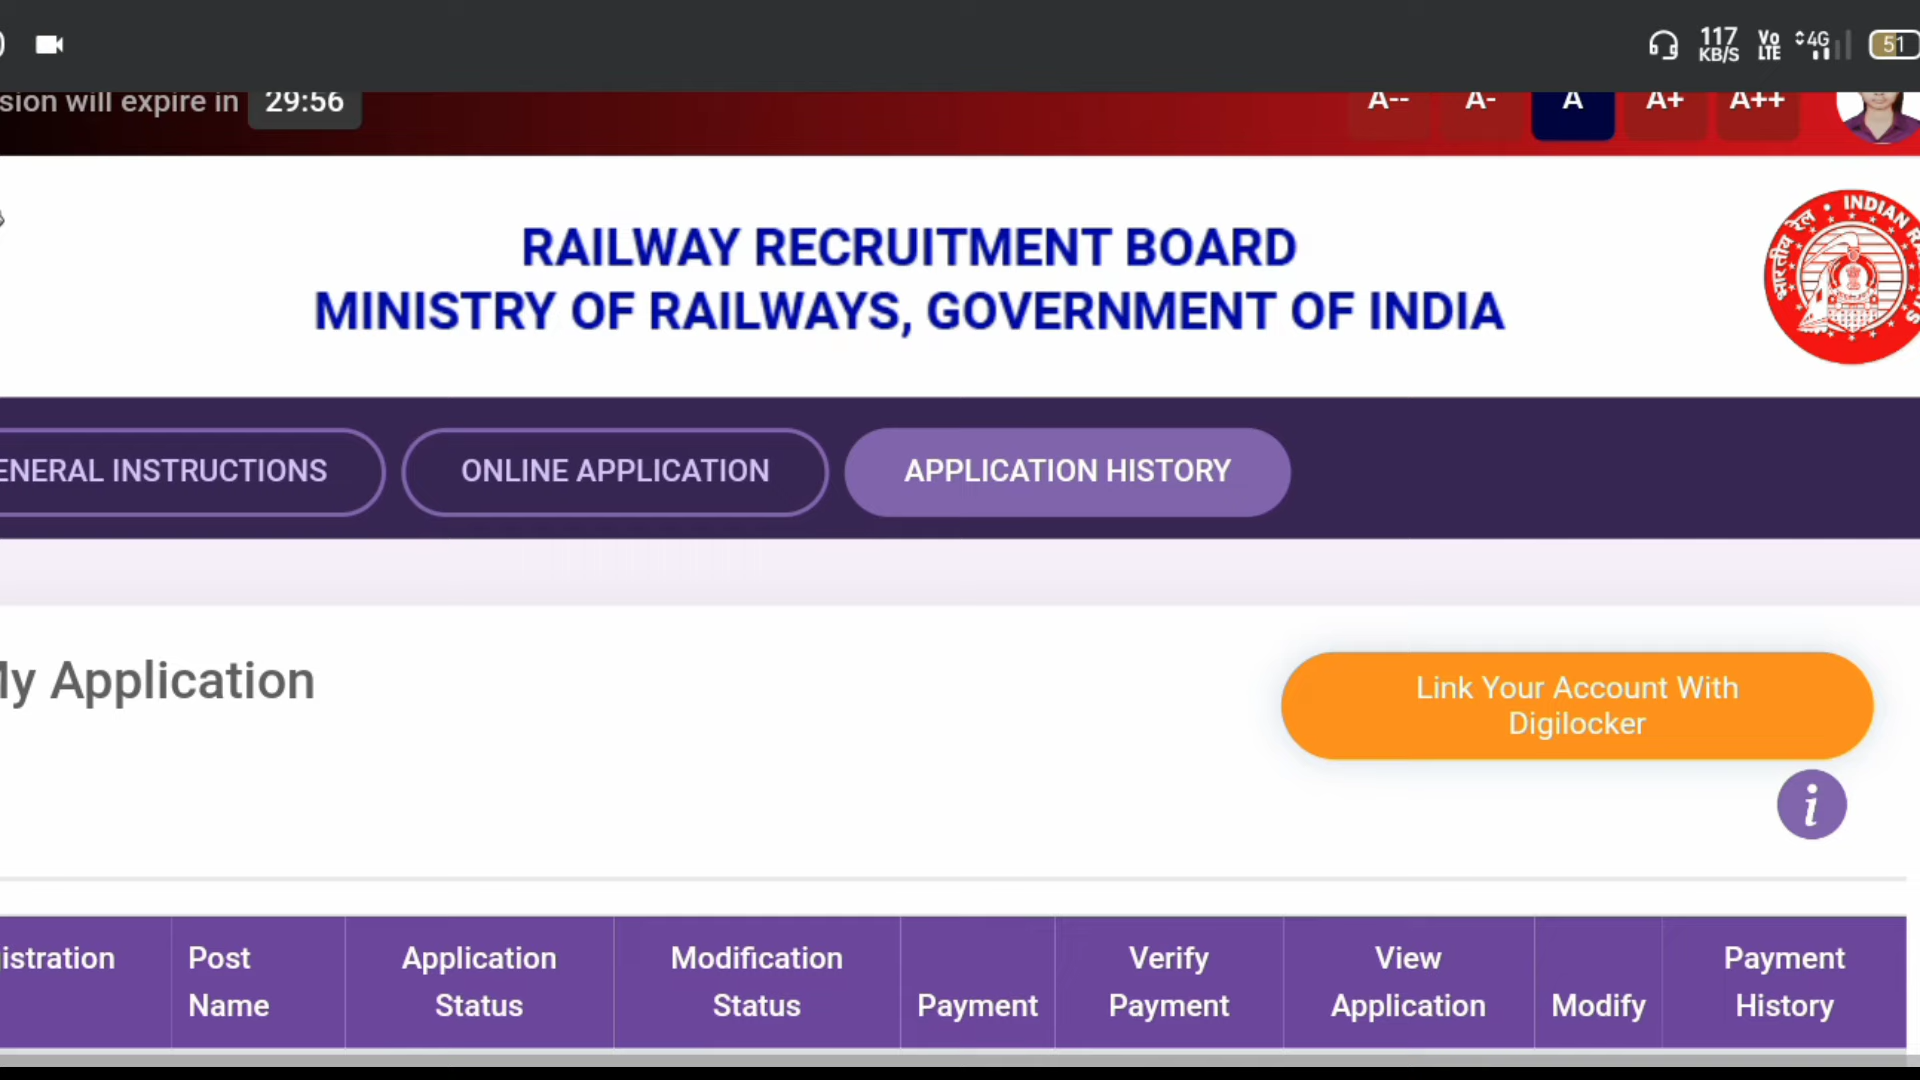 117
KB/S
Vo
LTE
4G
51
sion will expire in 29:56
A-- A- A A+ A++
RAILWAY RECRUITMENT BOARD
MINISTRY OF RAILWAYS, GOVERNMENT OF INDIA
भारतीय रेल • INDIAN
ENERAL INSTRUCTIONS
ONLINE APPLICATION
APPLICATION HISTORY
My Application
Link Your Account With
Digilocker
i
istration
Post
Name
Application
Status
Modification
Status
Payment
Verify
Payment
View
Application
Modify
Payment
History